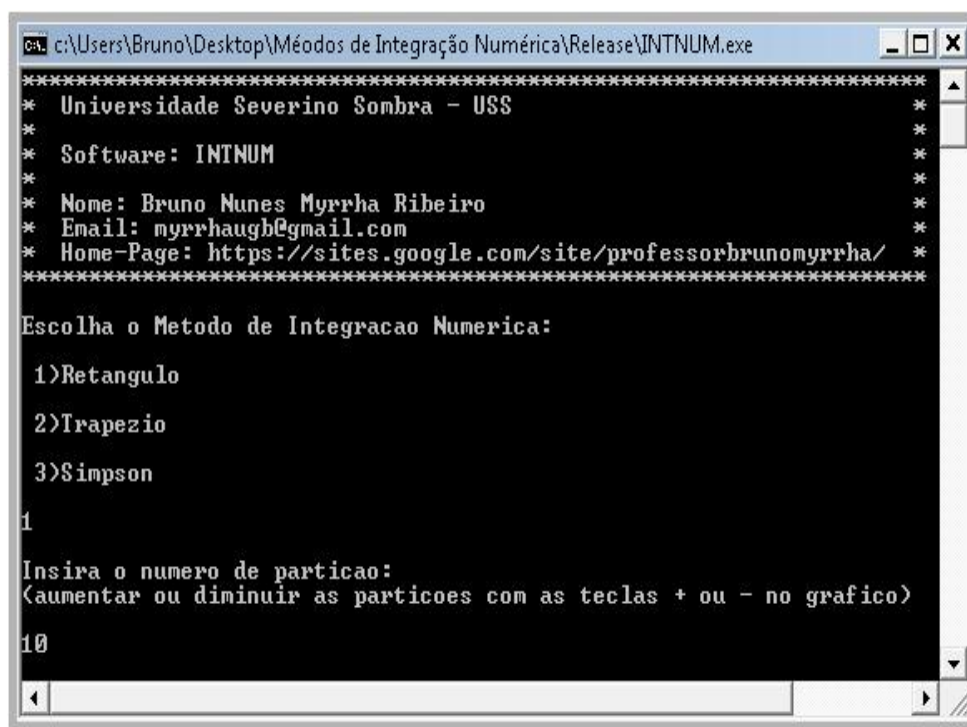 C:\. c:\Users\Bruno\Desktop\Méodos de Integração Numérica\Release\INTNUM.exe
********************************************************************
* Universidade Severino Sombra - USS *
* *
* Software: INTNUM *
* *
* Nome: Bruno Nunes Myrrha Ribeiro *
* Email: myrrhaugb@gmail.com *
* Home-Page: https://sites.google.com/site/professorbrunomyrrha/ *
********************************************************************
Escolha o Metodo de Integracao Numerica:
1)Retangulo
2)Trapezio
3)Simpson
1
Insira o numero de particao:
(aumentar ou diminuir as particoes com as teclas + ou - no grafico)
10